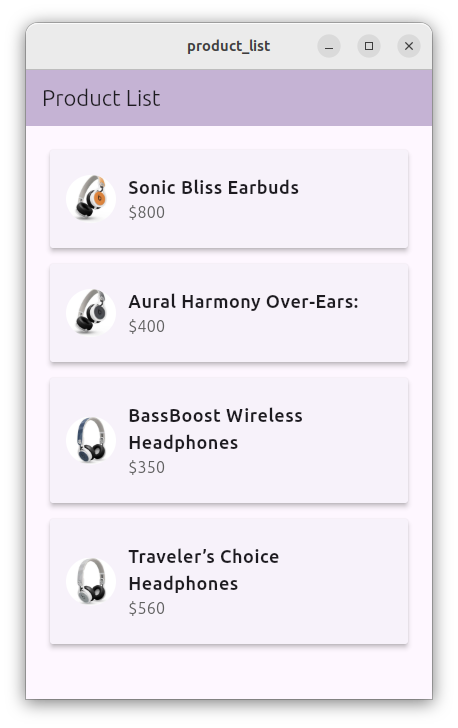 product_list
Product List
Sonic Bliss Earbuds
$800
Aural Harmony Over-Ears:
$400
BassBoost Wireless
Headphones
$350
Traveler’s Choice
Headphones
$560